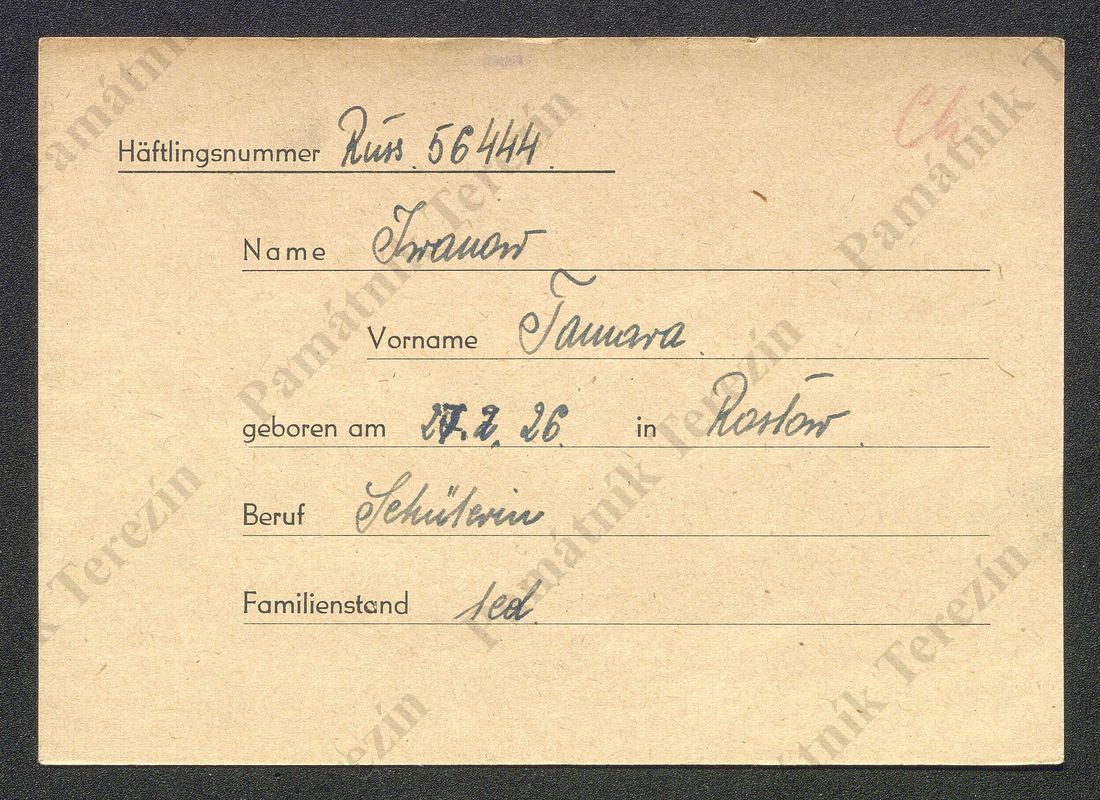 Ch
Häftlingsnummer Russ. 56444.
Name Iwanow
Vorname Tamara.
geboren am 27.2. 26. in Rostow.
Beruf Schülerin
Familienstand led.
Památník Terezín